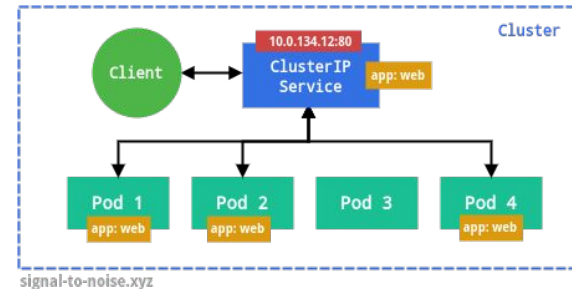 Cluster
10.0.134.12:80
Client
ClusterIP
Service
app: web
Pod 1
app: web
Pod 2
app: web
Pod 3
Pod 4
app: web
signal-to-noise.xyz